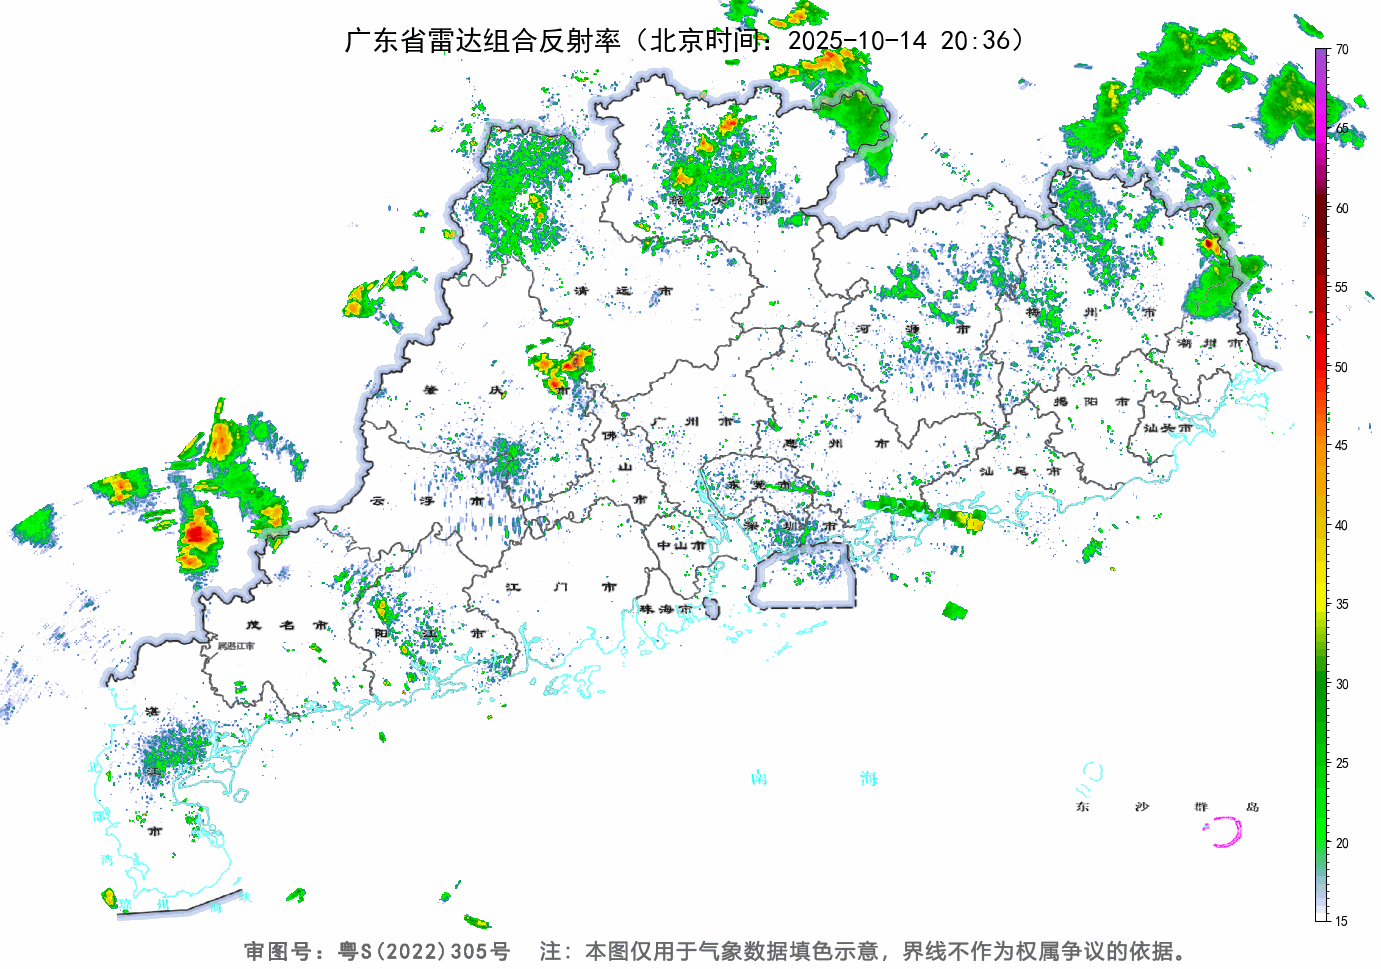 广东省雷达组合反射率（北京时间：2025-10-14 20:36）
70
65
60
55
50
45
40
35
30
25
20
15
韶关市
清远市
河源市
梅州市
潮州市
肇庆市
广州市
佛山市
惠州市
揭阳市
汕头市
汕尾市
云浮市
东莞市
深圳市
中山市
江门市
珠海市
茂名市
属湛江市
阳江市
湛江市
北部湾
琼州海峡
南海
东沙群岛
审图号：粤S(2022)305号 注：本图仅用于气象数据填色示意，界线不作为权属争议的依据。